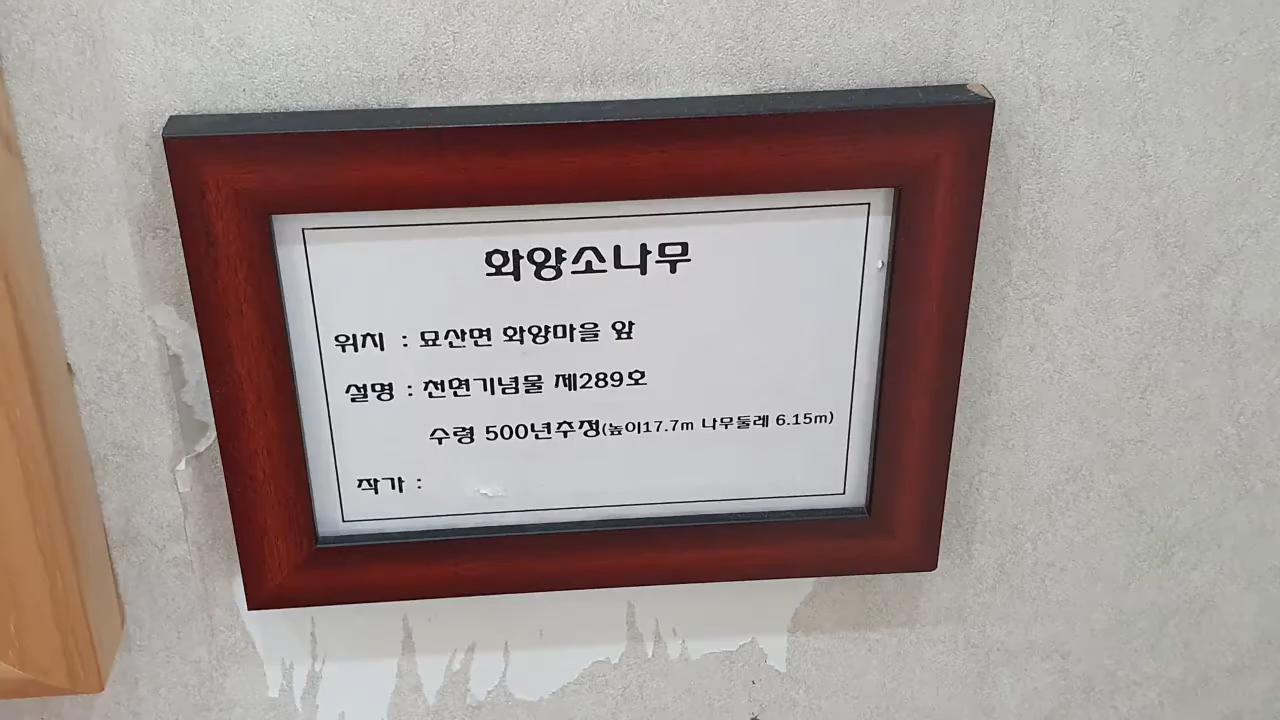 화양소나무
위치 : 묘산면 화양마을 앞
설명 : 천연기념물 제289호
수령 500년추정(높이17.7m 나무둘레 6.15m)
작가 :